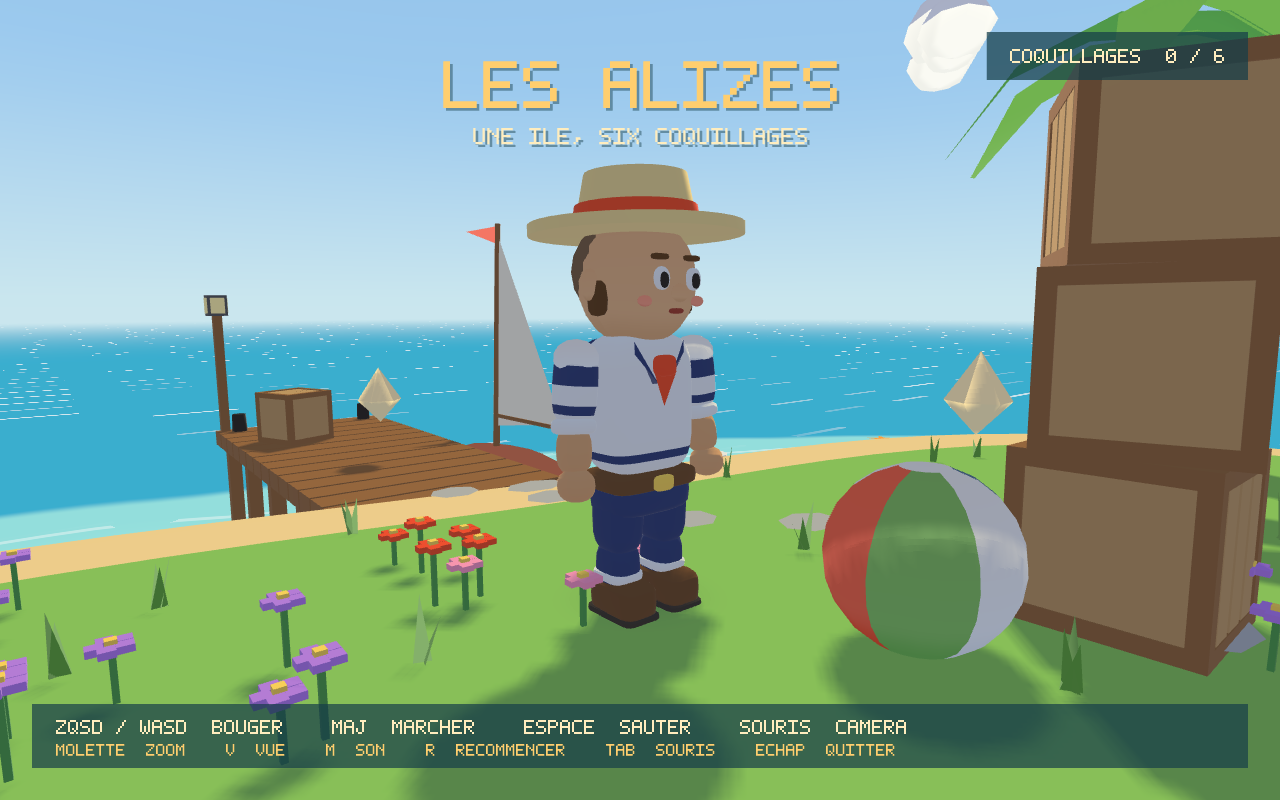 LES ALIZES
UNE ILE, SIX COQUILLAGES
COQUILLAGES 0 / 6
ZQSD / WASD BOUGER MAJ MARCHER ESPACE SAUTER SOURIS CAMERA
MOLETTE ZOOM V VUE M SON R RECOMMENCER TAB SOURIS ECHAP QUITTER